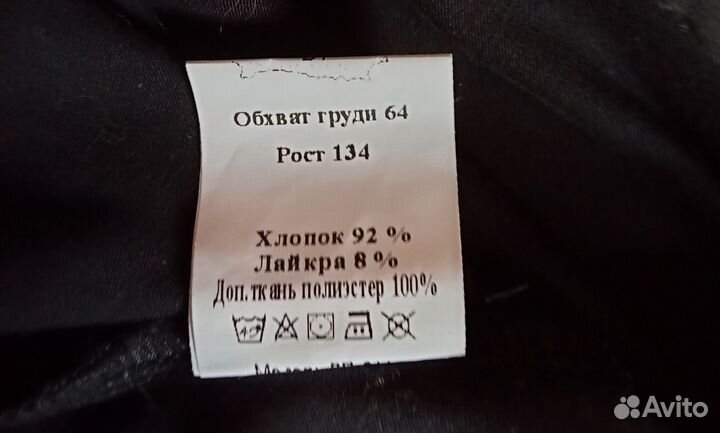 Обхват груди 64
Рост 134
Хлопок 92 %
Лайкра 8 %
Доп.ткань полиэстер 100%
Avito